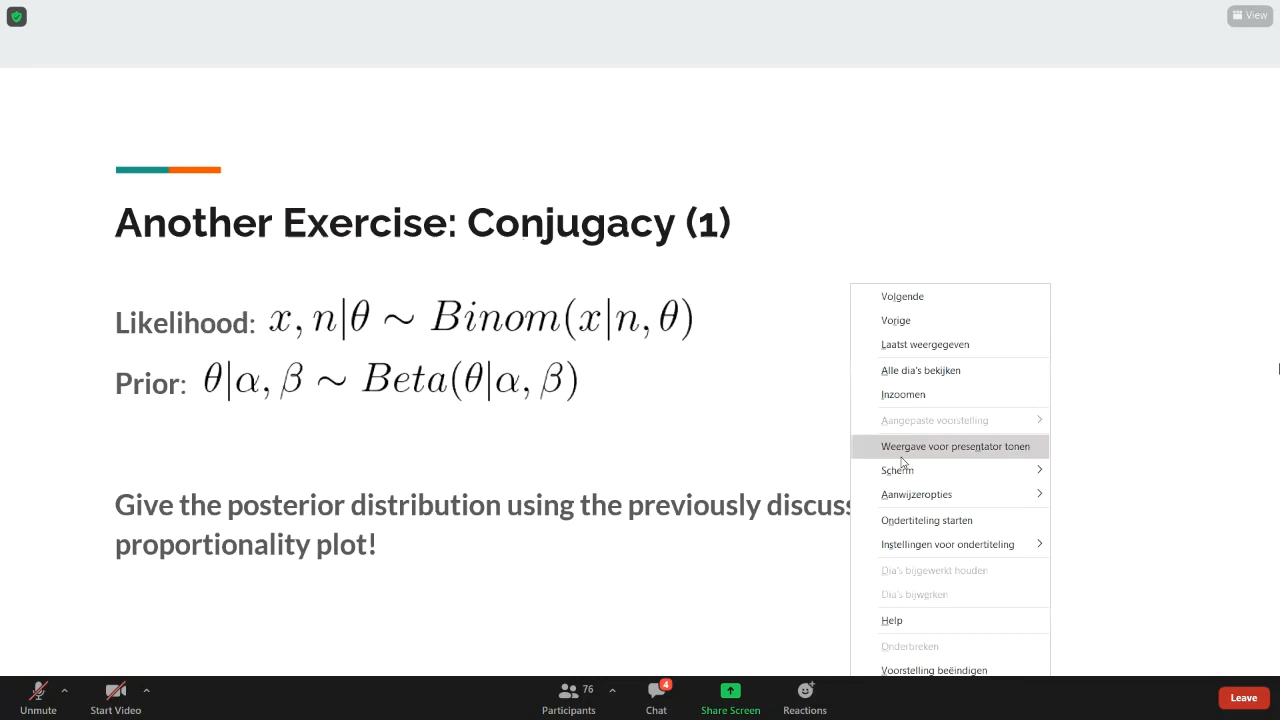 View
Another Exercise: Conjugacy (1)
Likelihood: x, n|θ ∼ Binom(x|n, θ)
Prior: θ|α, β ∼ Beta(θ|α, β)
Give the posterior distribution using the previously
proportionality plot!
Volgende
Vorige
Laatst weergegeven
Alle dia's bekijken
Inzoomen
Aangepaste voorstelling
Weergave voor presentator tonen
Scherm
Aanwijzeropties
Ondertiteling starten
Instellingen voor ondertiteling
Dia's bijgewerkt houden
Dia's bijwerken
Help
Onderbreken
Voorstelling beëindigen
Unmute
Start Video
76
Participants
4
Chat
Share Screen
Reactions
Leave